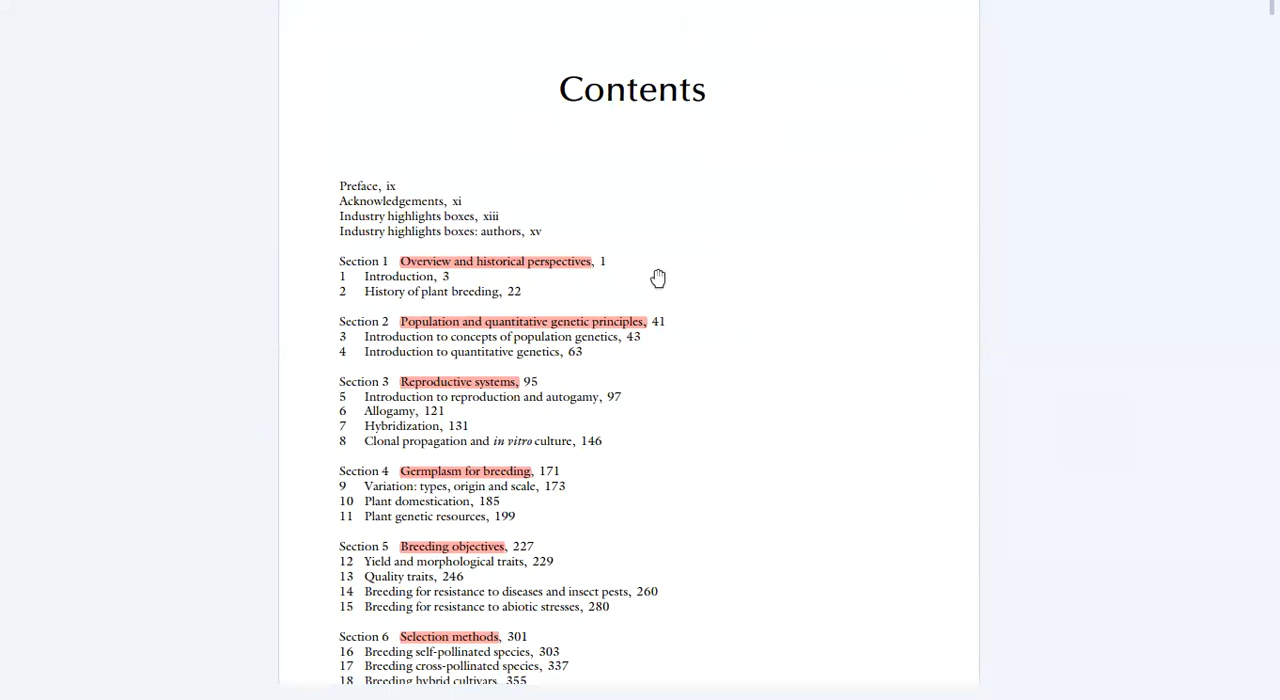 Contents
Preface, ix
Acknowledgements, xi
Industry highlights boxes, xiii
Industry highlights boxes: authors, xv
Section 1 Overview and historical perspectives, 1
1 Introduction, 3
2 History of plant breeding, 22
Section 2 Population and quantitative genetic principles, 41
3 Introduction to concepts of population genetics, 43
4 Introduction to quantitative genetics, 63
Section 3 Reproductive systems, 95
5 Introduction to reproduction and autogamy, 97
6 Allogamy, 121
7 Hybridization, 131
8 Clonal propagation and in vitro culture, 146
Section 4 Germplasm for breeding, 171
9 Variation: types, origin and scale, 173
10 Plant domestication, 185
11 Plant genetic resources, 199
Section 5 Breeding objectives, 227
12 Yield and morphological traits, 229
13 Quality traits, 246
14 Breeding for resistance to diseases and insect pests, 260
15 Breeding for resistance to abiotic stresses, 280
Section 6 Selection methods, 301
16 Breeding self-pollinated species, 303
17 Breeding cross-pollinated species, 337
18 Breeding hybrid cultivars, 355